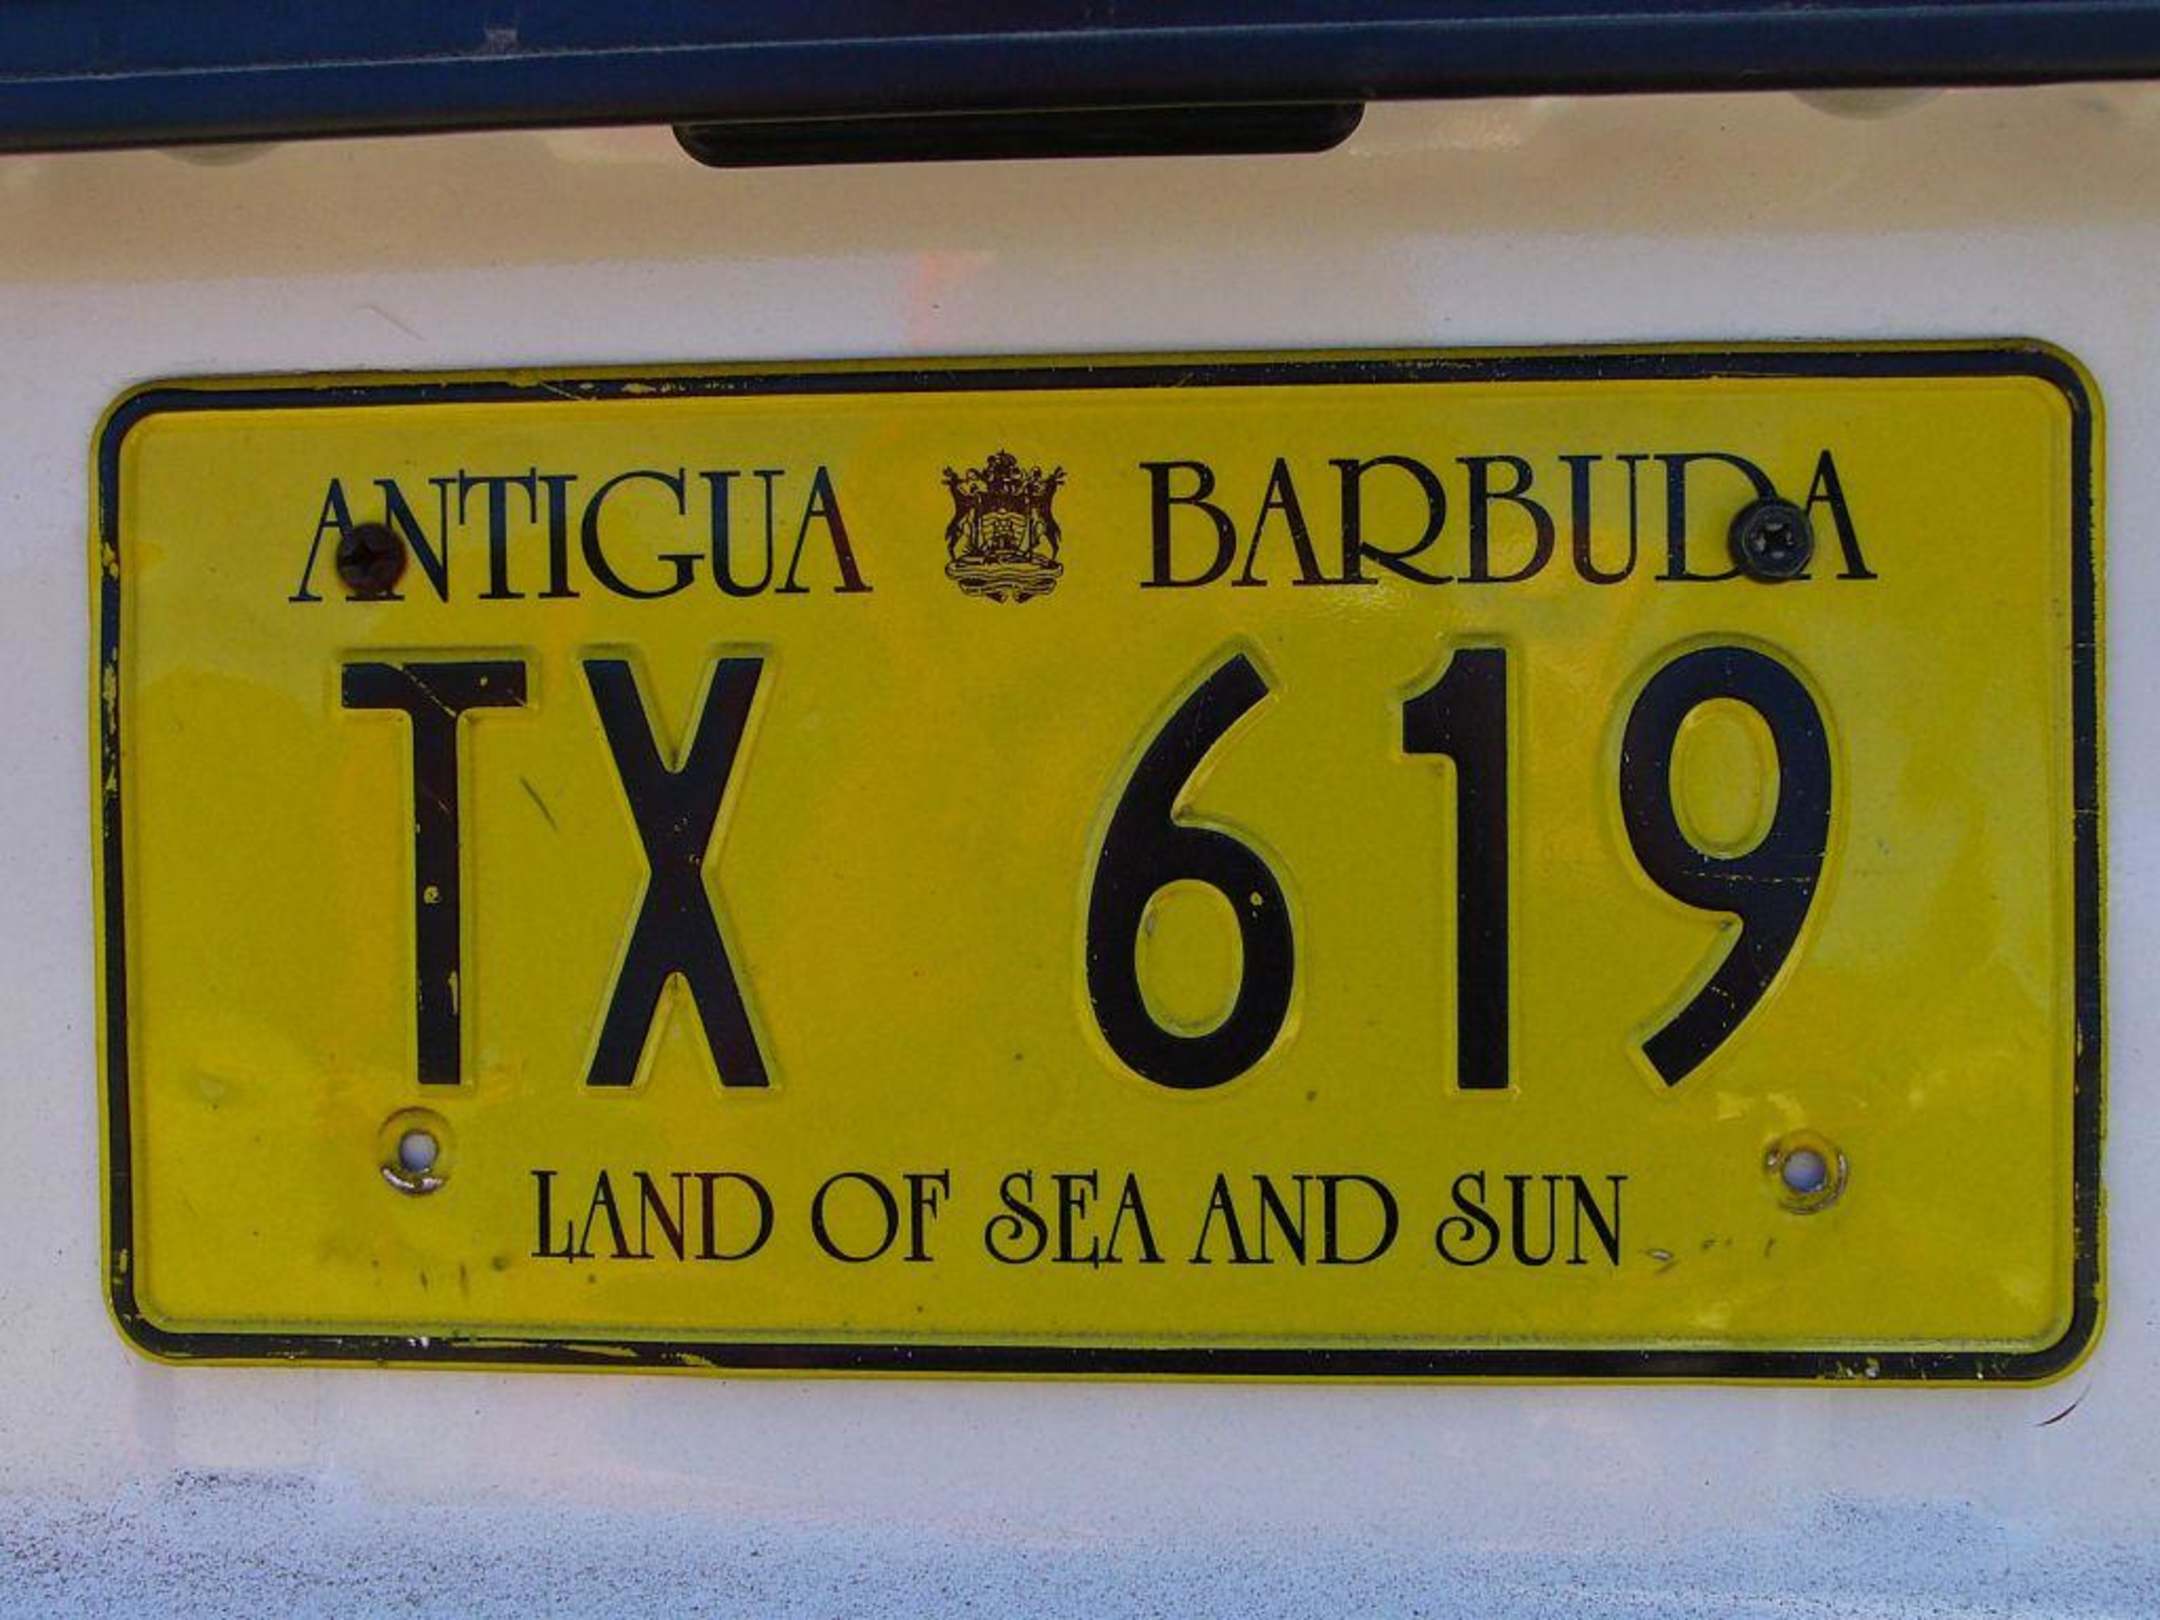 ANTIGUA BARBUDA
TX 619
LAND OF SEA AND SUN